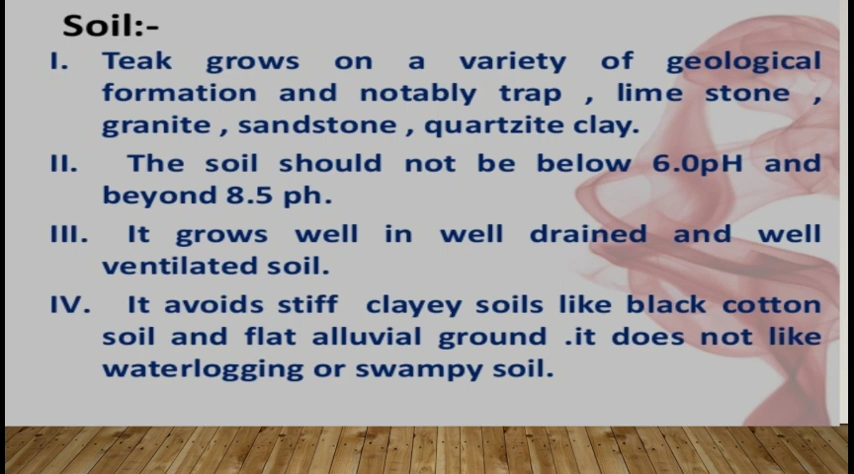 Soil:-
I. Teak grows on a variety of geological
formation and notably trap , lime stone ,
granite , sandstone , quartzite clay.
II. The soil should not be below 6.0pH and
beyond 8.5 ph.
III. It grows well in well drained and well
ventilated soil.
IV. It avoids stiff clayey soils like black cotton
soil and flat alluvial ground .it does not like
waterlogging or swampy soil.